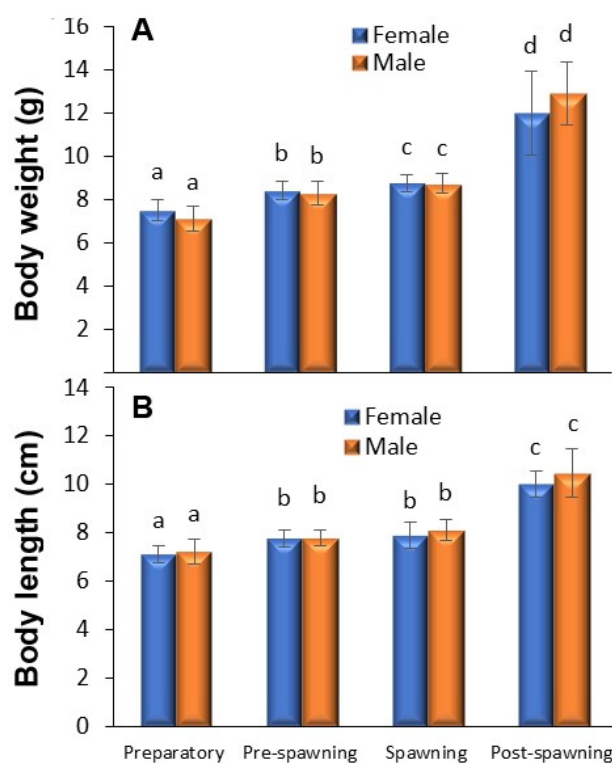 A
Female
Male
Body weight (g)
16
14
12
10
8
6
4
2
a a
b b
c c
d d
B
Female
Male
Body length (cm)
14
12
10
8
6
4
2
0
a a
b b
b b
c c
Preparatory Pre-spawning Spawning Post-spawning